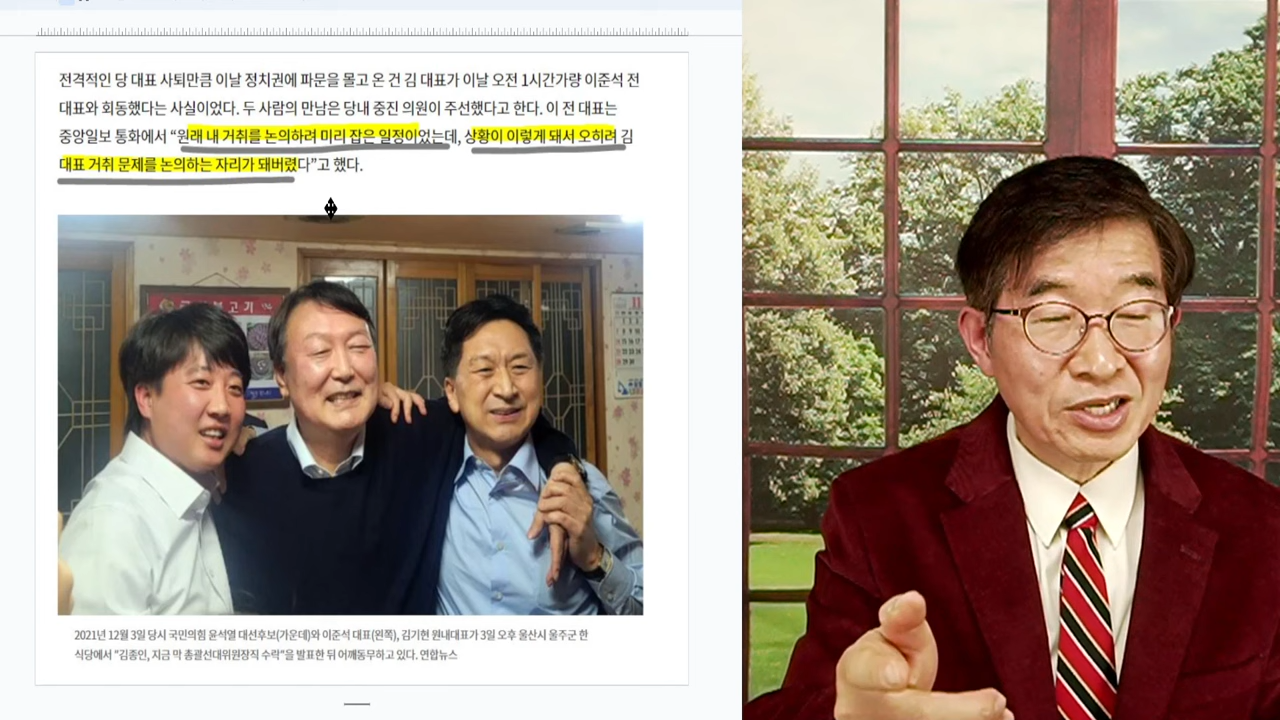 전격적인 당 대표 사퇴만큼 이날 정치권에 파문을 몰고 온 건 김 대표가 이날 오전 1시간가량 이준석 전
대표와 회동했다는 사실이었다. 두 사람의 만남은 당내 중진 의원이 주선했다고 한다. 이 전 대표는
중앙일보 통화에서 “원래 내 거취를 논의하려 미리 잡은 일정이었는데, 상황이 이렇게 돼서 오히려 김
대표 거취 문제를 논의하는 자리가 돼버렸다”고 했다.
불고기
11
2021년 12월 3일 당시 국민의힘 윤석열 대선후보(가운데)와 이준석 대표(왼쪽), 김기현 원내대표가 3일 오후 울산시 울주군 한
식당에서 "김종인, 지금 막 총괄선대위원장직 수락"을 발표한 뒤 어깨동무하고 있다. 연합뉴스